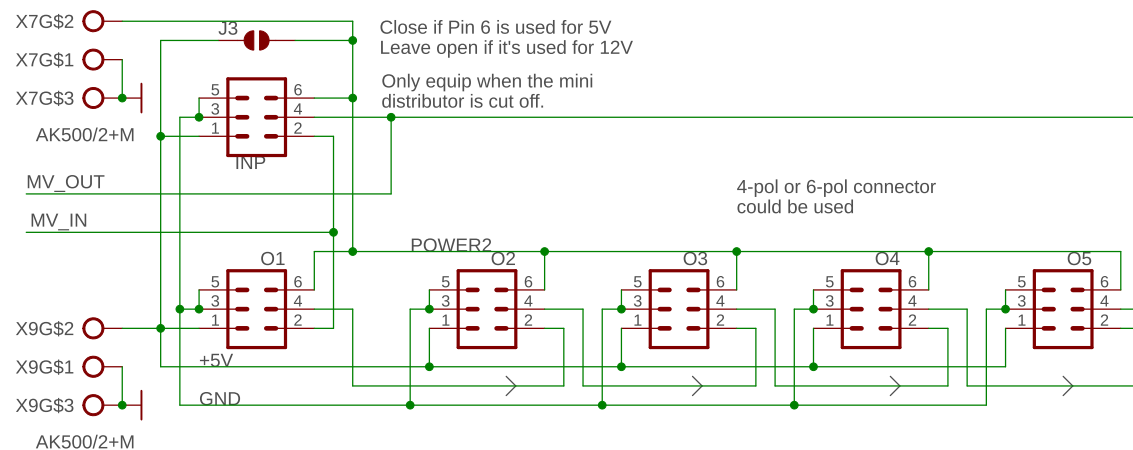 X7G$2
J3
Close if Pin 6 is used for 5V
Leave open if it's used for 12V
X7G$1
Only equip when the mini
distributor is cut off.
X7G$3
5 6
3 4
1 2
AK500/2+M
INP
MV_OUT
4-pol or 6-pol connector
could be used
MV_IN
POWER2
O1 O2 O3 O4 O5
5 6 5 6 5 6 5 6 5 6
3 4 3 4 3 4 3 4 3 4
X9G$2 1 2 1 2 1 2 1 2 1 2
X9G$1 +5V
X9G$3 GND
AK500/2+M